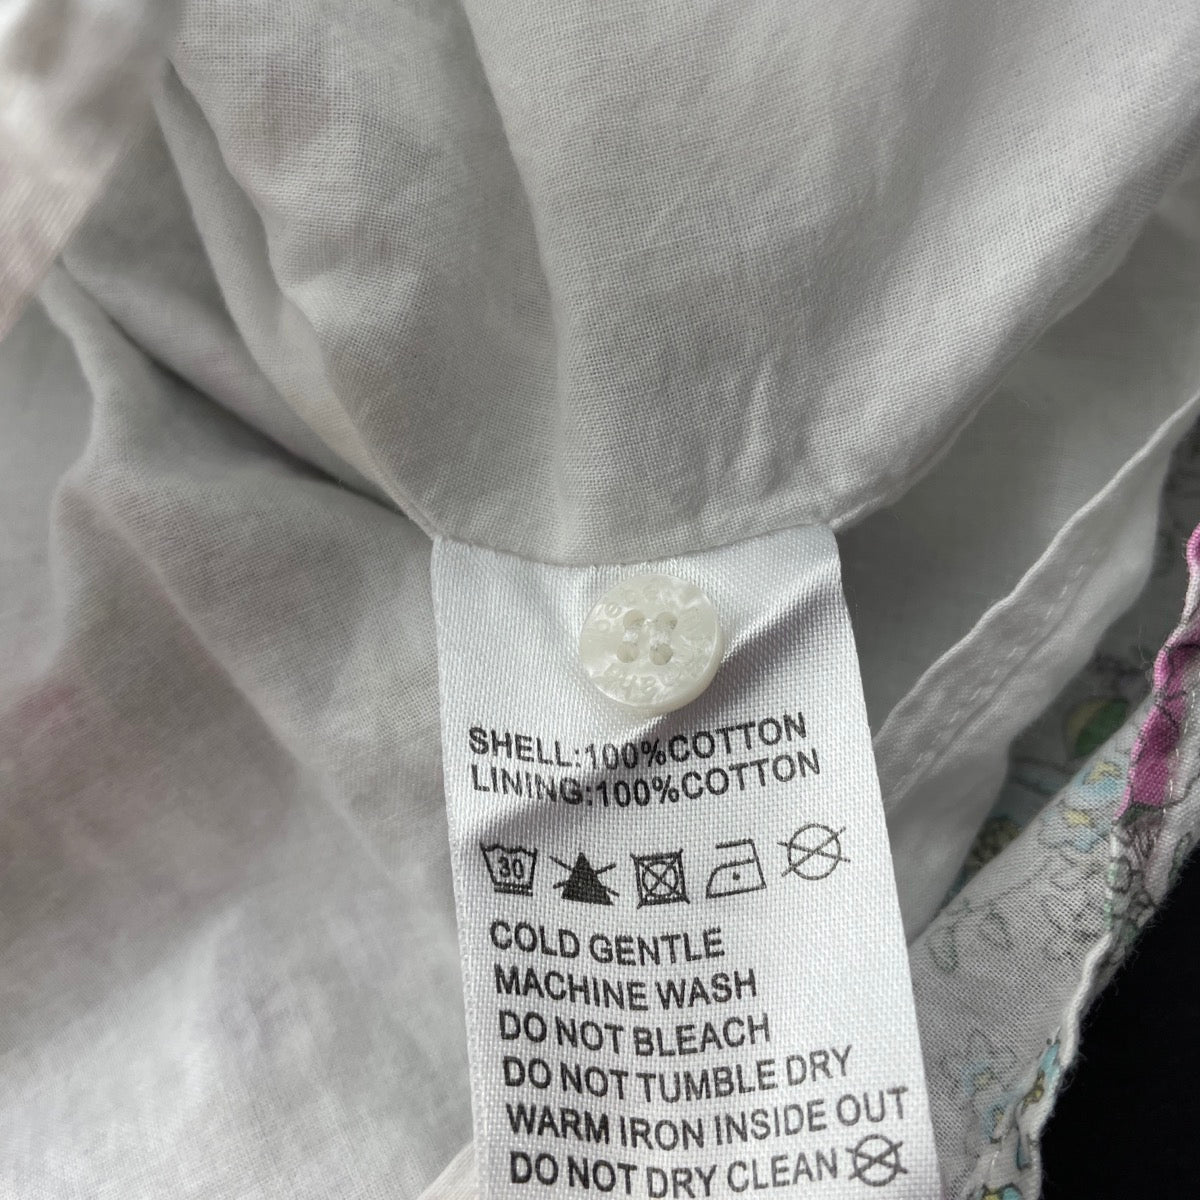 SHELL:100%COTTON
LINING:100%COTTON
30
COLD GENTLE
MACHINE WASH
DO NOT BLEACH
DO NOT TUMBLE DRY
WARM IRON INSIDE OUT
DO NOT DRY CLEAN